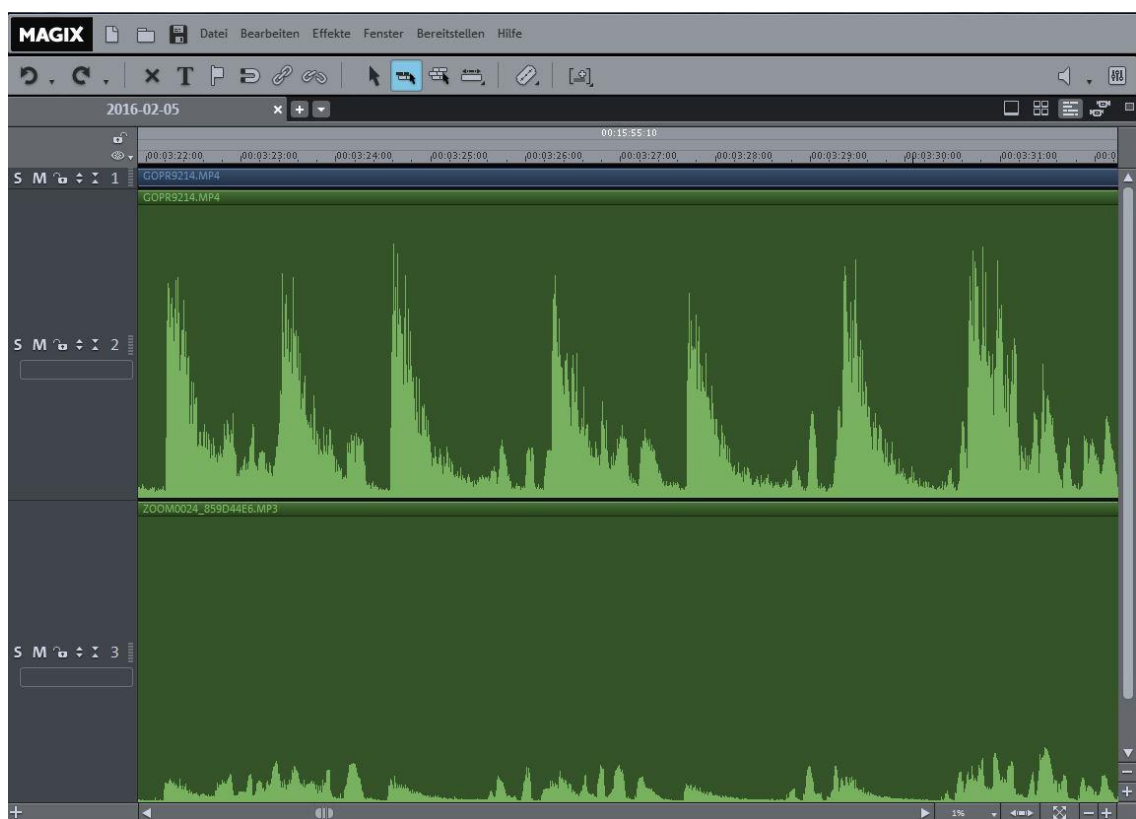 MAGIX Datei Bearbeiten Effekte Fenster Bereitstellen Hilfe
T
2016-02-05
00:15:55:10
00:03:22:00 00:03:23:00 00:03:24:00 00:03:25:00 00:03:26:00 00:03:27:00 00:03:28:00 00:03:29:00 00:03:30:00 00:03:31:00 00:0
S M 1 GOPR9214.MP4
GOPR9214.MP4
S M 2
ZOOM0024_859D44E6.MP3
S M 3
1%